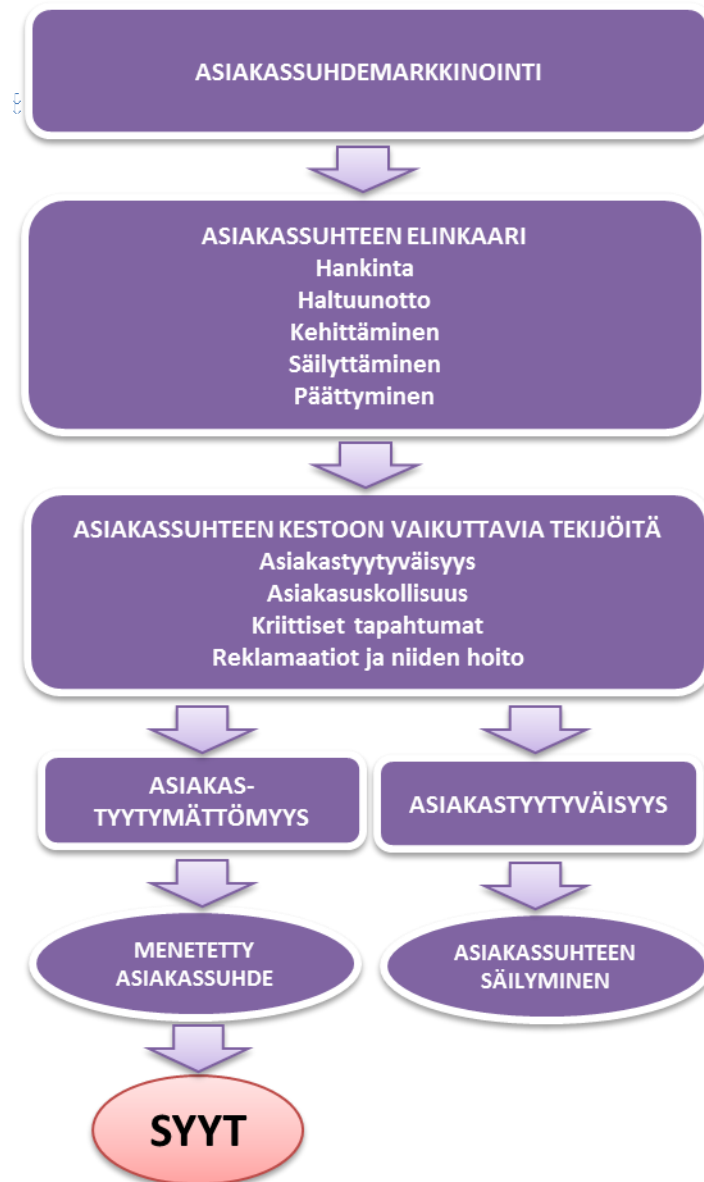 ASIAKASSUHDEMARKKINOINTI
ASIAKASSUHTEEN ELINKAARI
Hankinta
Haltuunotto
Kehittäminen
Säilyttäminen
Päättyminen
ASIAKASSUHTEEN KESTOON VAIKUTTAVIA TEKIJÖITÄ
Asiakastyytyväisyys
Asiakasuskollisuus
Kriittiset tapahtumat
Reklamaatiot ja niiden hoito
ASIAKAS-
TYYTYMÄTTÖMYYS
ASIAKASTYYTYVÄISYYS
MENETETTY
ASIAKASSUHDE
ASIAKASSUHTEEN
SÄILYMINEN
SYYT